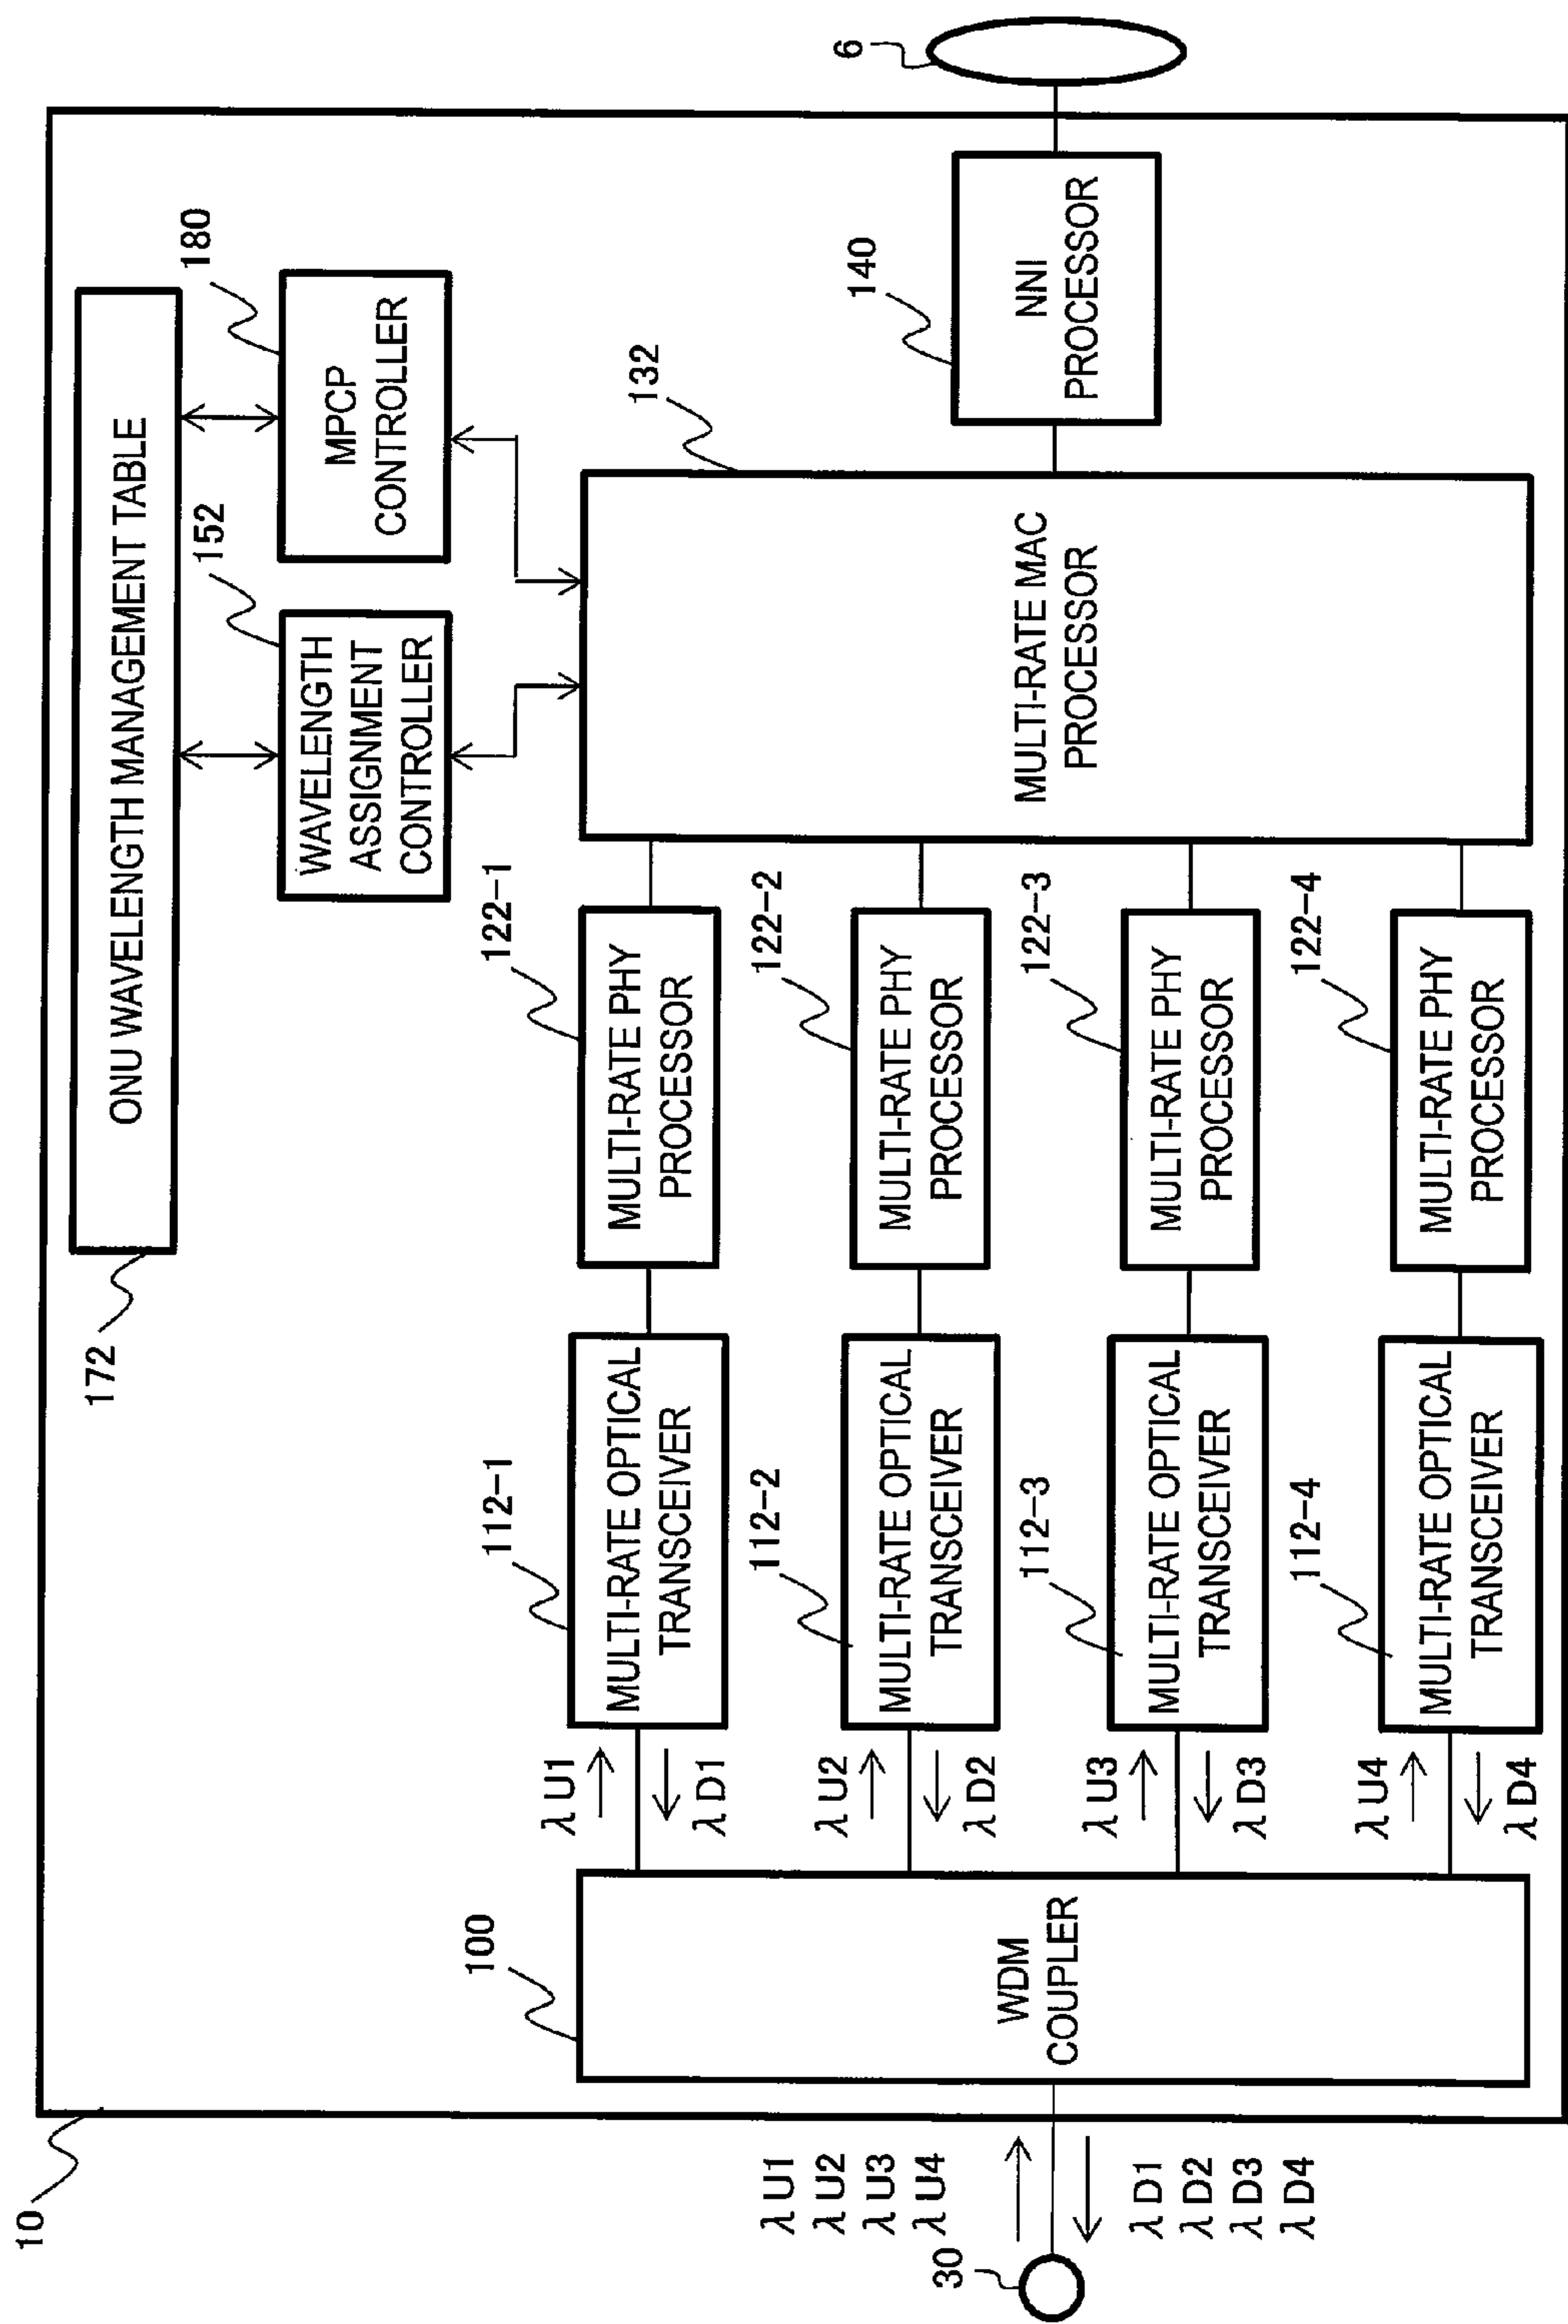 10
172
ONU WAVELENGTH MANAGEMENT TABLE
152
WAVELENGTH
ASSIGNMENT
CONTROLLER
180
MPCP
CONTROLLER
30
λU1
λU2
λU3
λU4
λD1
λD2
λD3
λD4
100
WDM
COUPLER
λU1
λD1
112-1
MULTI-RATE OPTICAL
TRANSCEIVER
122-1
MULTI-RATE PHY
PROCESSOR
λU2
λD2
112-2
MULTI-RATE OPTICAL
TRANSCEIVER
122-2
MULTI-RATE PHY
PROCESSOR
λU3
λD3
112-3
MULTI-RATE OPTICAL
TRANSCEIVER
122-3
MULTI-RATE PHY
PROCESSOR
λU4
λD4
112-4
MULTI-RATE OPTICAL
TRANSCEIVER
122-4
MULTI-RATE PHY
PROCESSOR
132
MULTI-RATE MAC
PROCESSOR
140
NNI
PROCESSOR
6